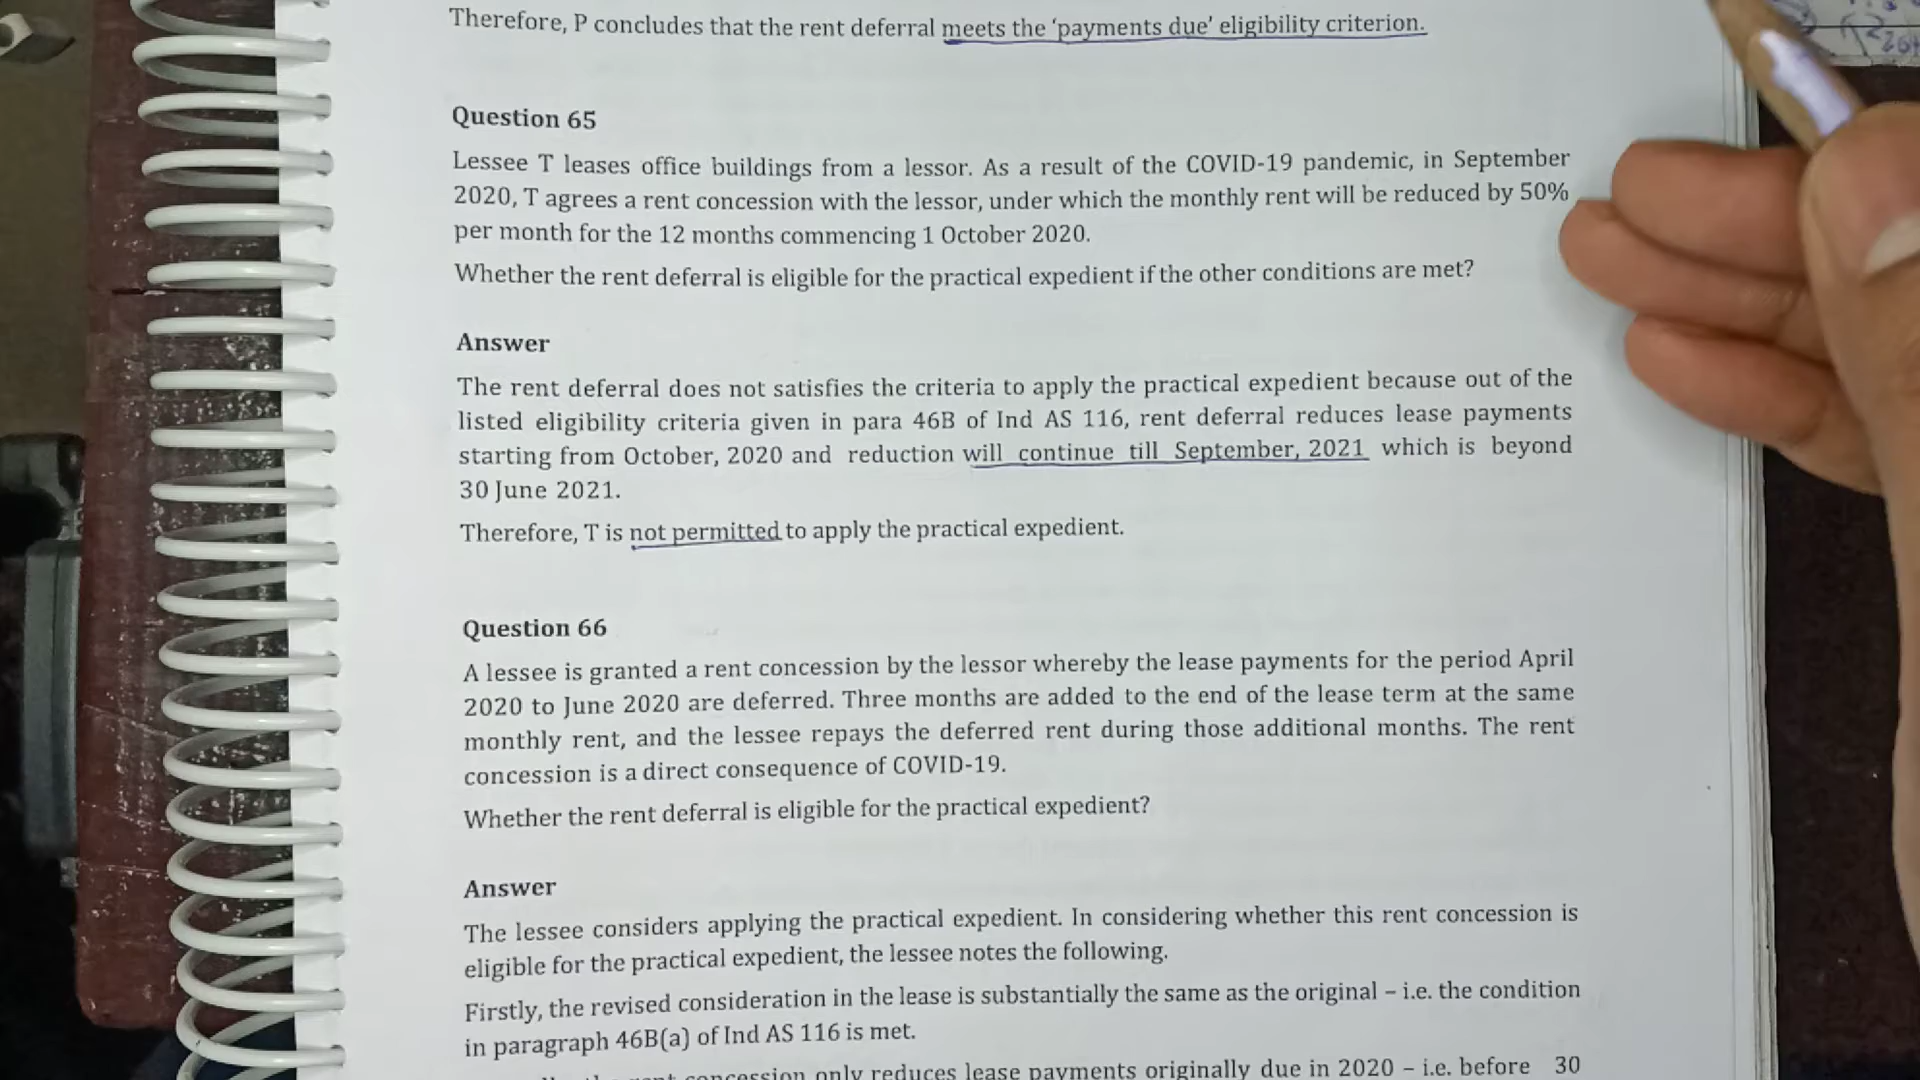 Therefore, P concludes that the rent deferral meets the ‘payments due’ eligibility criterion.
Question 65
Lessee T leases office buildings from a lessor. As a result of the COVID-19 pandemic, in September
2020, T agrees a rent concession with the lessor, under which the monthly rent will be reduced by 50%
per month for the 12 months commencing 1 October 2020.
Whether the rent deferral is eligible for the practical expedient if the other conditions are met?
Answer
The rent deferral does not satisfies the criteria to apply the practical expedient because out of the
listed eligibility criteria given in para 46B of Ind AS 116, rent deferral reduces lease payments
starting from October, 2020 and reduction will continue till September, 2021 which is beyond
30 June 2021.
Therefore, T is not permitted to apply the practical expedient.
Question 66
A lessee is granted a rent concession by the lessor whereby the lease payments for the period April
2020 to June 2020 are deferred. Three months are added to the end of the lease term at the same
monthly rent, and the lessee repays the deferred rent during those additional months. The rent
concession is a direct consequence of COVID-19.
Whether the rent deferral is eligible for the practical expedient?
Answer
The lessee considers applying the practical expedient. In considering whether this rent concession is
eligible for the practical expedient, the lessee notes the following.
Firstly, the revised consideration in the lease is substantially the same as the original – i.e. the condition
in paragraph 46B(a) of Ind AS 116 is met.
concession only reduces lease payments originally due in 2020 – i.e. before 30